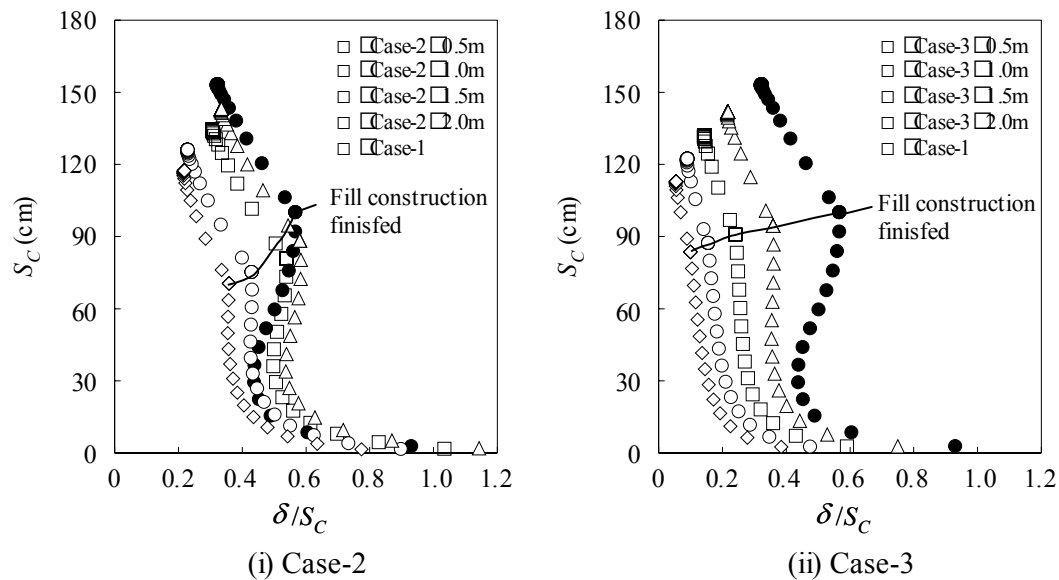 180
150
120
90
60
30
0
S_C (cm)
□ □Case-2 □0.5m
□ □Case-2 □1.0m
□ □Case-2 □1.5m
□ □Case-2 □2.0m
□ □Case-1
Fill construction
finisfed
0 0.2 0.4 0.6 0.8 1.0 1.2
δ/S_C
(i) Case-2
180
150
120
90
60
30
0
S_C (cm)
□ □Case-3 □0.5m
□ □Case-3 □1.0m
□ □Case-3 □1.5m
□ □Case-3 □2.0m
□ □Case-1
Fill construction
finisfed
0 0.2 0.4 0.6 0.8 1.0 1.2
δ/S_C
(ii) Case-3